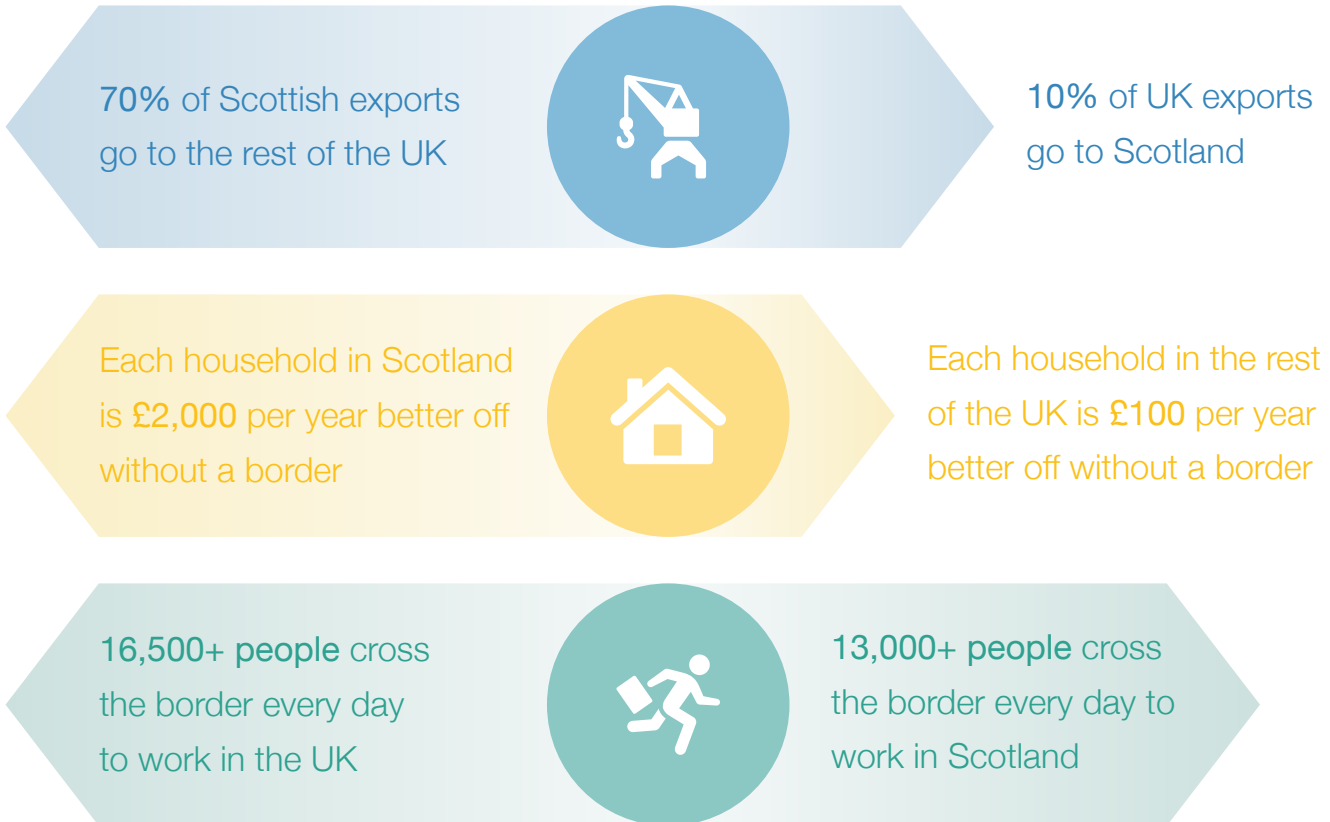 70% of Scottish exports
go to the rest of the UK
10% of UK exports
go to Scotland
Each household in Scotland
is £2,000 per year better off
without a border
Each household in the rest
of the UK is £100 per year
better off without a border
16,500+ people cross
the border every day
to work in the UK
13,000+ people cross
the border every day to
work in Scotland